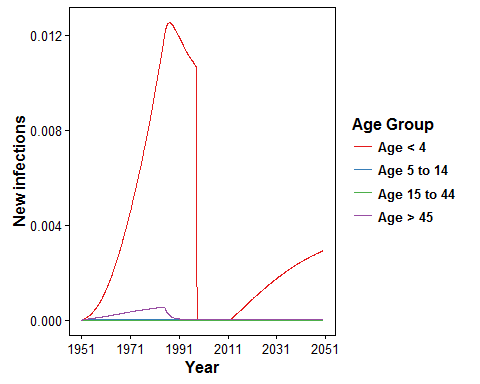 0.012
0.008
0.004
0.000
New infections
1951 1971 1991 2011 2031 2051
Year
Age Group
Age < 4
Age 5 to 14
Age 15 to 44
Age > 45